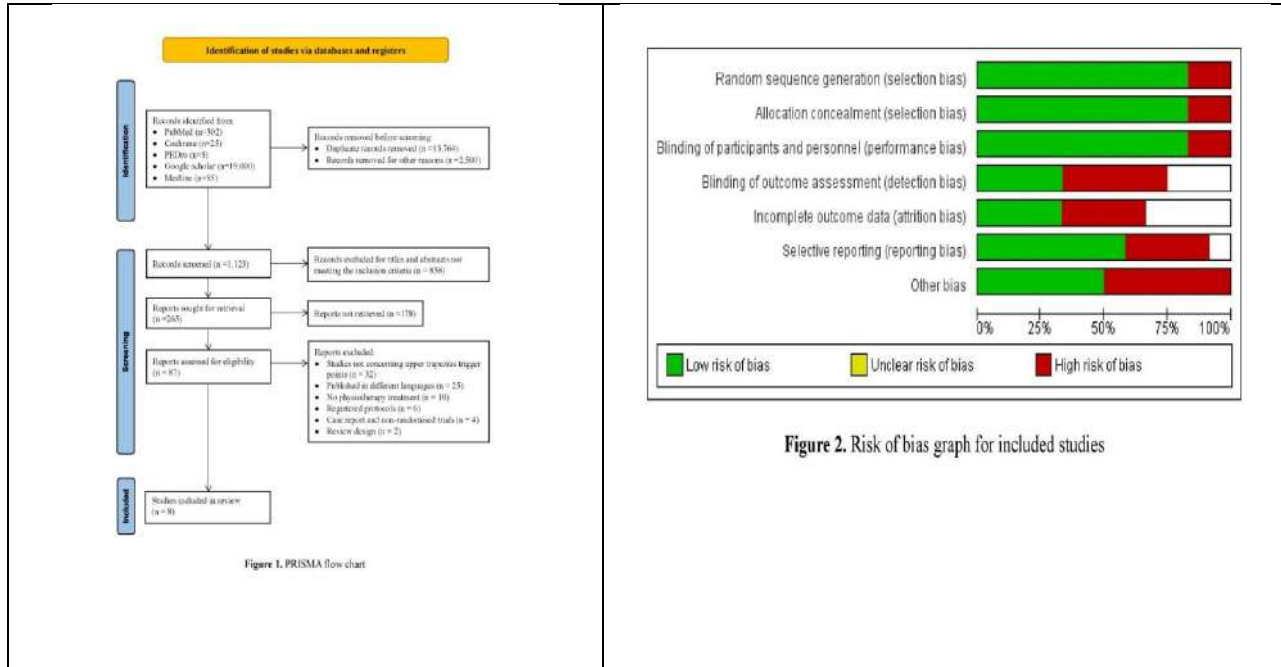 Identification of studies via databases and registers
Identification
Records identified from:
• PubMed (n=302)
• Cochrane (n=25)
• PEDro (n=5)
• Google scholar (n=19,000)
• Medline (n=55)
Records removed before screening:
• Duplicate records removed (n =15,764)
• Records removed for other reasons (n =2,500)
Screening
Records screened (n =1,123)
Records excluded for titles and abstracts not
meeting the inclusion criteria (n = 858)
Reports sought for retrieval
(n =265)
Reports not retrieved (n =178)
Reports assessed for eligibility
(n = 87)
Reports excluded:
• Studies not concerning upper trapezius trigger
points (n = 32)
• Published in different languages (n = 25)
• No physiotherapy treatment (n = 10)
• Registered protocols (n = 6)
• Case report and non-randomised trials (n = 4)
• Review design (n = 2)
Included
Studies included in review
(n = 8)
Figure 1. PRISMA flow chart
Random sequence generation (selection bias)
Allocation concealment (selection bias)
Blinding of participants and personnel (performance bias)
Blinding of outcome assessment (detection bias)
Incomplete outcome data (attrition bias)
Selective reporting (reporting bias)
Other bias
0% 25% 50% 75% 100%
Low risk of bias Unclear risk of bias High risk of bias
Figure 2. Risk of bias graph for included studies